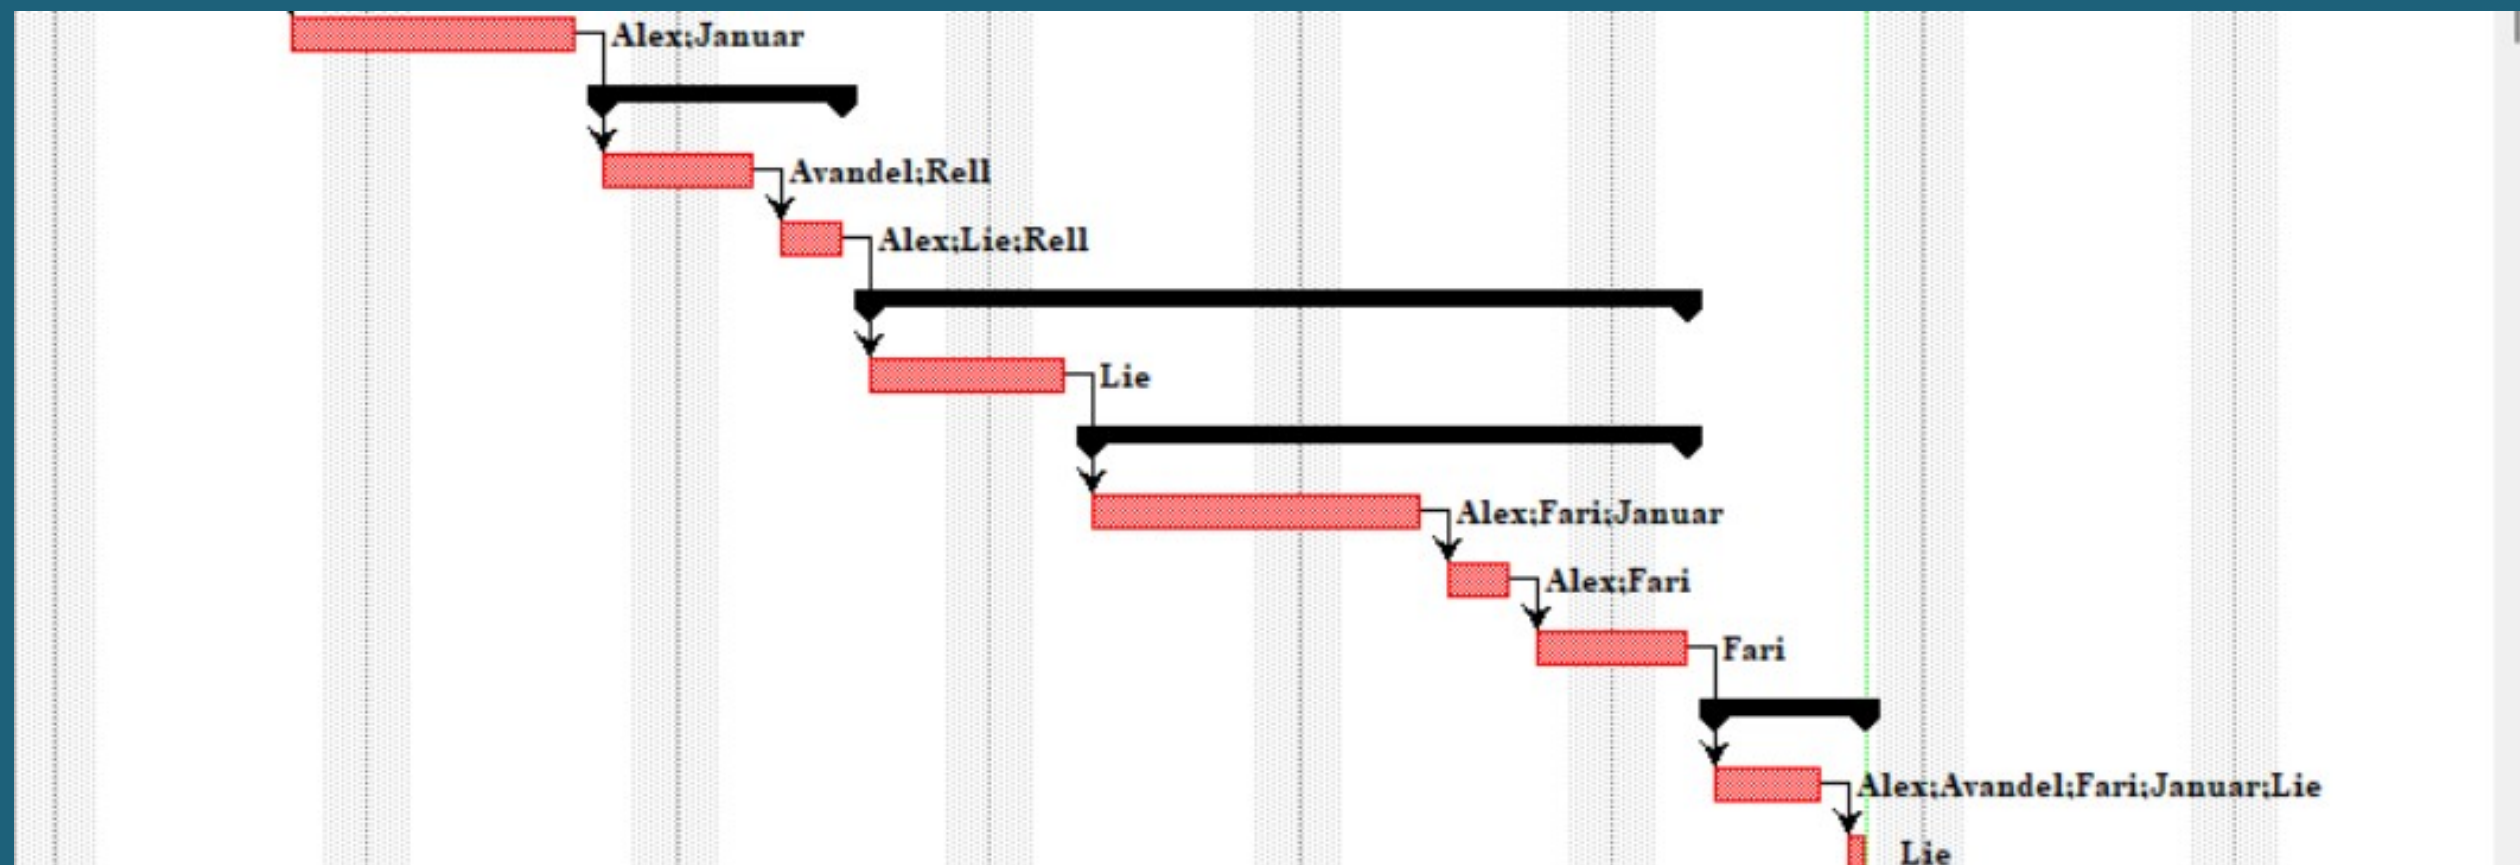 Alex;Januar
Avandel;Rell
Alex;Lie;Rell
Lie
Alex;Fari;Januar
Alex;Fari
Fari
Alex;Avandel;Fari;Januar;Lie
Lie